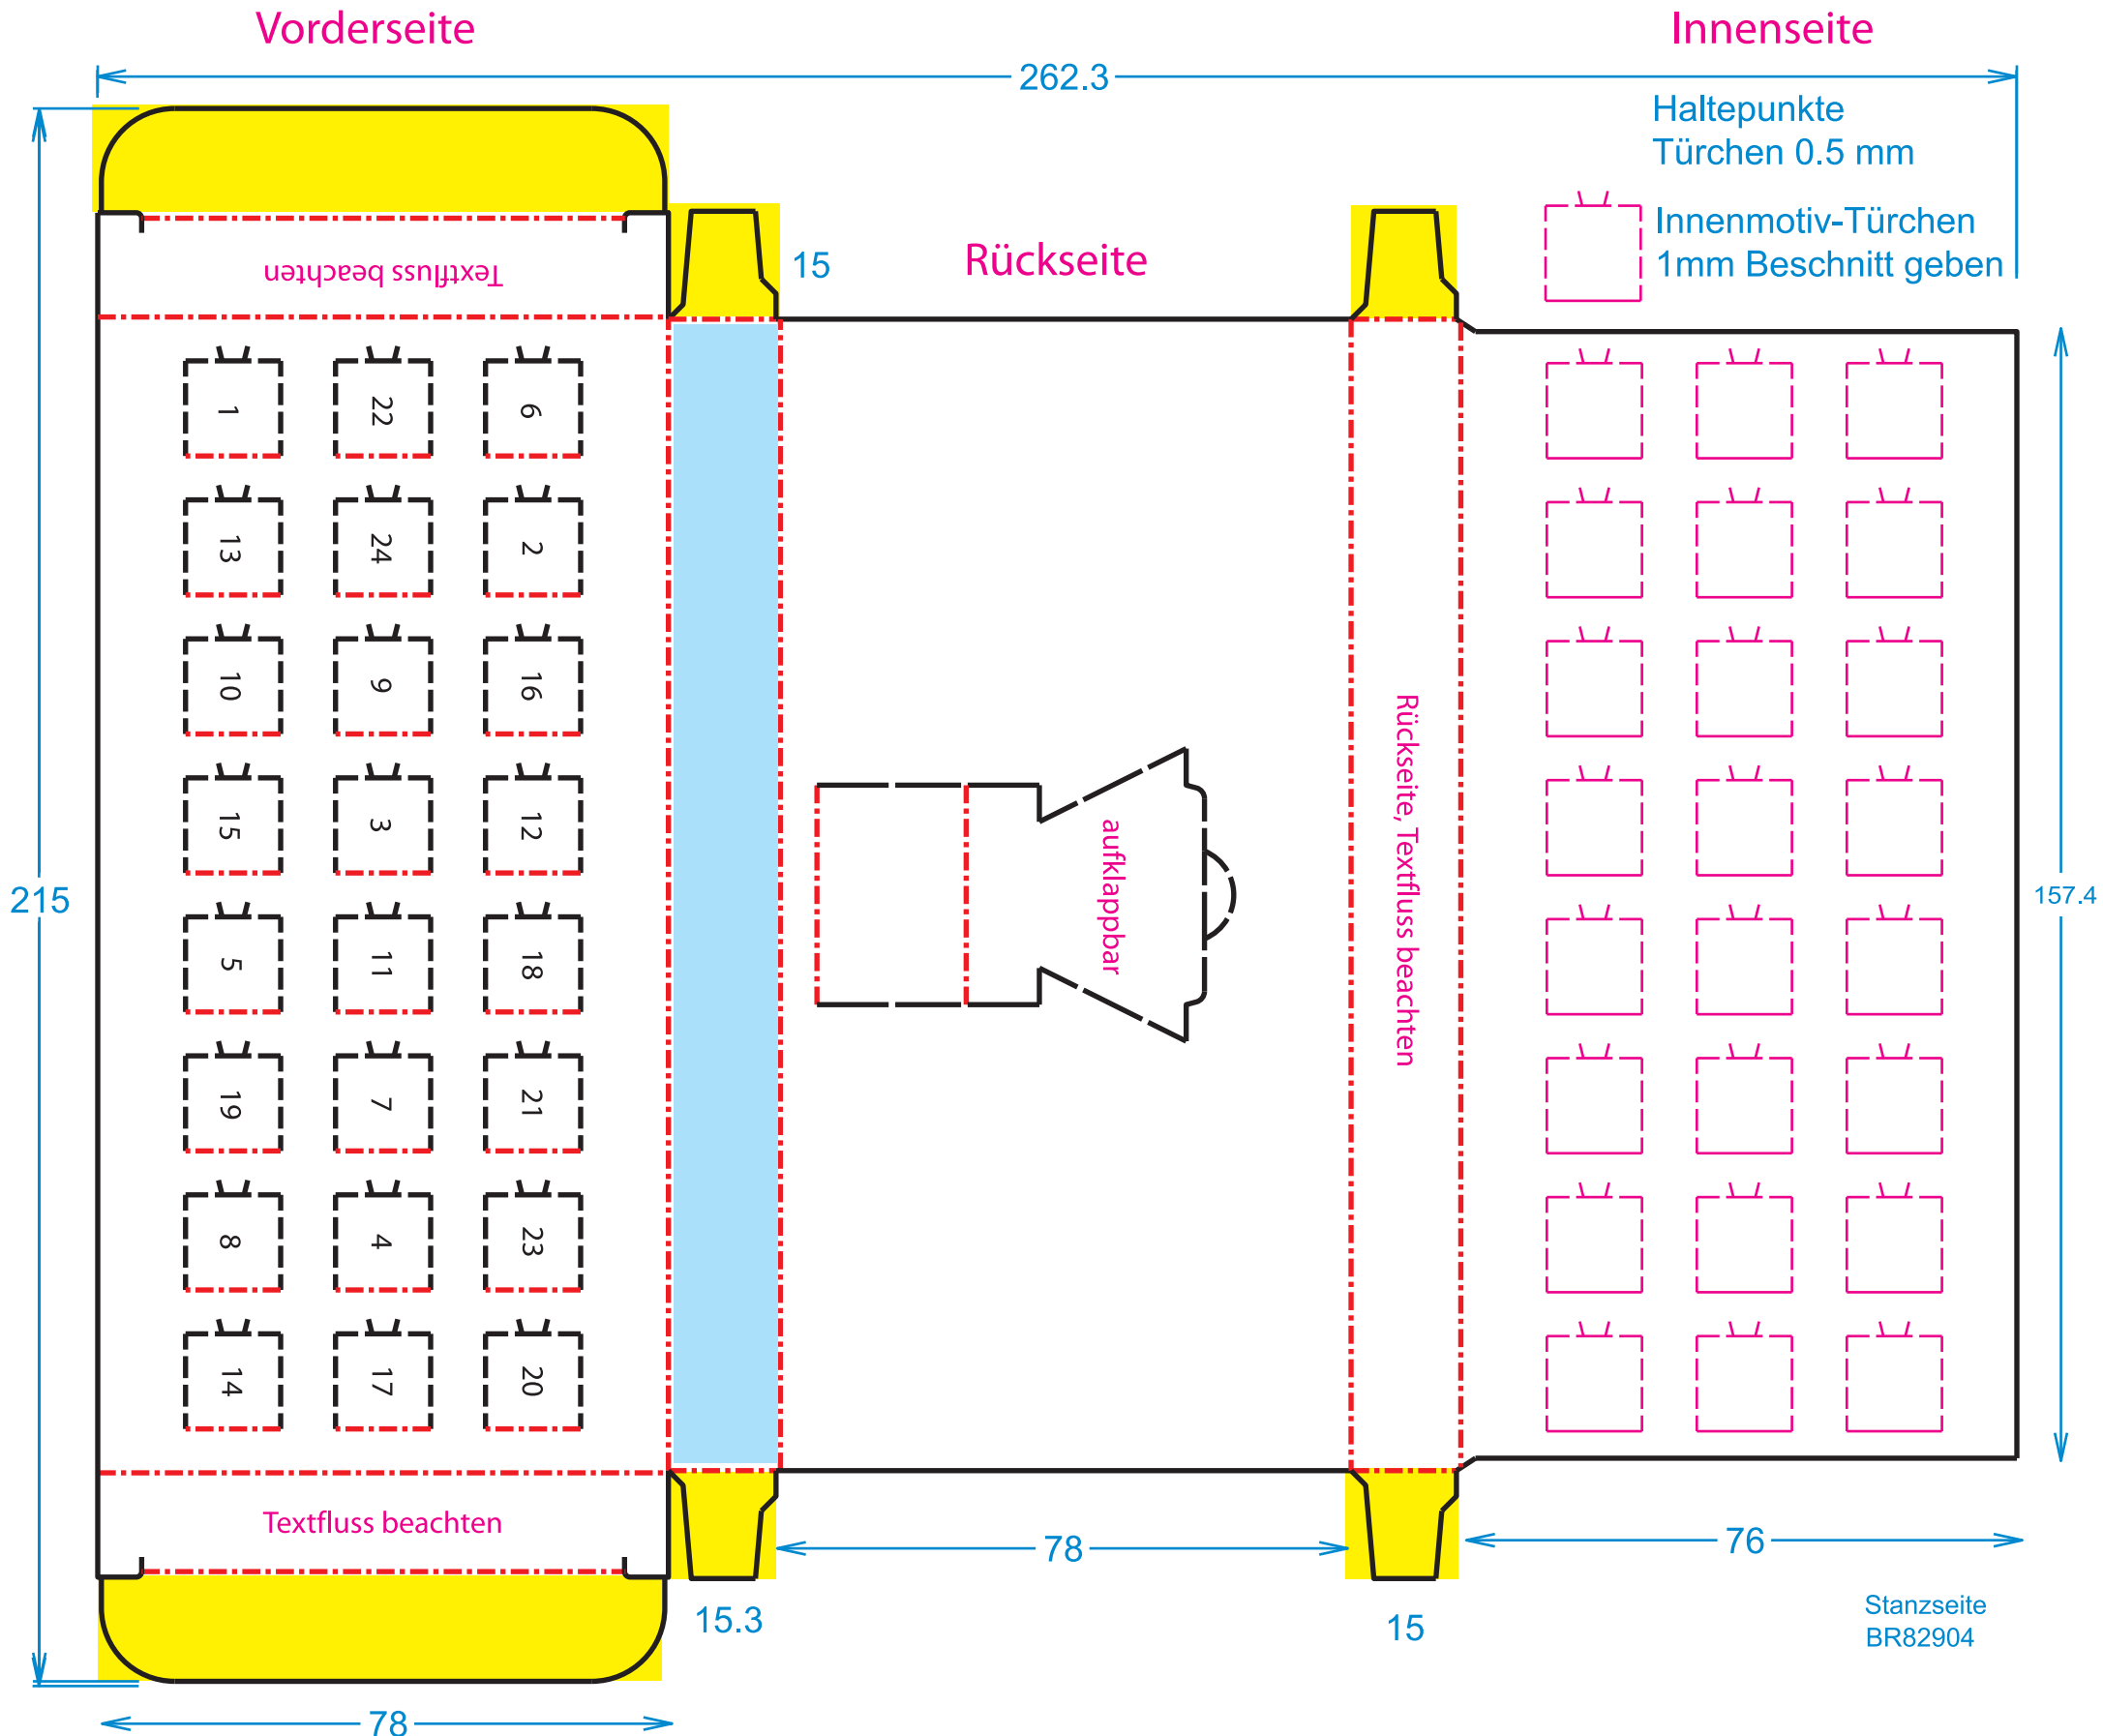 Vorderseite
Innenseite
262.3
Haltepunkte
Türchen 0.5 mm
Innenmotiv-Türchen
1mm Beschnitt geben
Textfluss beachten
15
Rückseite
1
22
6
13
24
2
10
9
16
15
3
12
5
11
18
19
7
21
8
4
23
14
17
20
215
aufklappbar
Rückseite, Textfluss beachten
157.4
Textfluss beachten
78
76
15.3
15
Stanzseite
BR82904
78